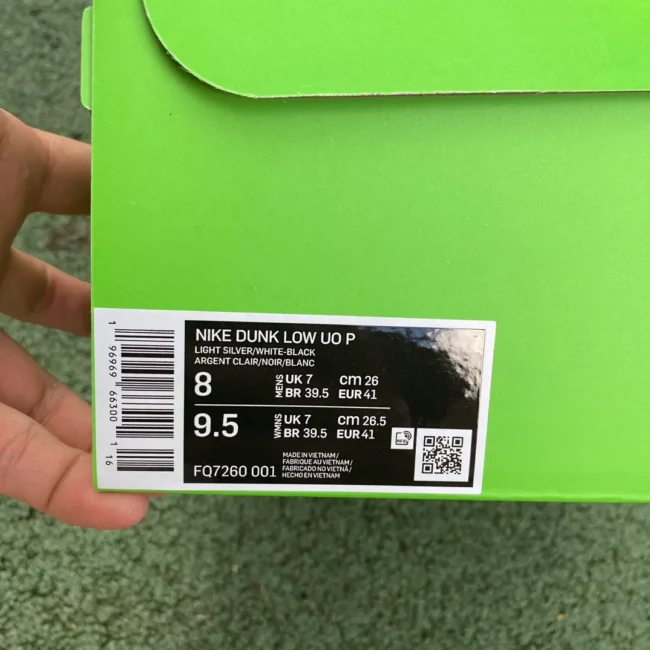 NIKE DUNK LOW UO P
LIGHT SILVER/WHITE-BLACK
ARGENT CLAIR/NOIR/BLANC
8
MENS
UK 7 cm 26
BR 39.5 EUR 41
9.5
WMNS
UK 7 cm 26.5
BR 39.5 EUR 41
FQ7260 001
MADE IN VIETNAM/
FABRIQUE AU VIETNAM/
FABRICADO NO VIETNÃ/
HECHO EN VIETNAM
1 96969 66300 1 16